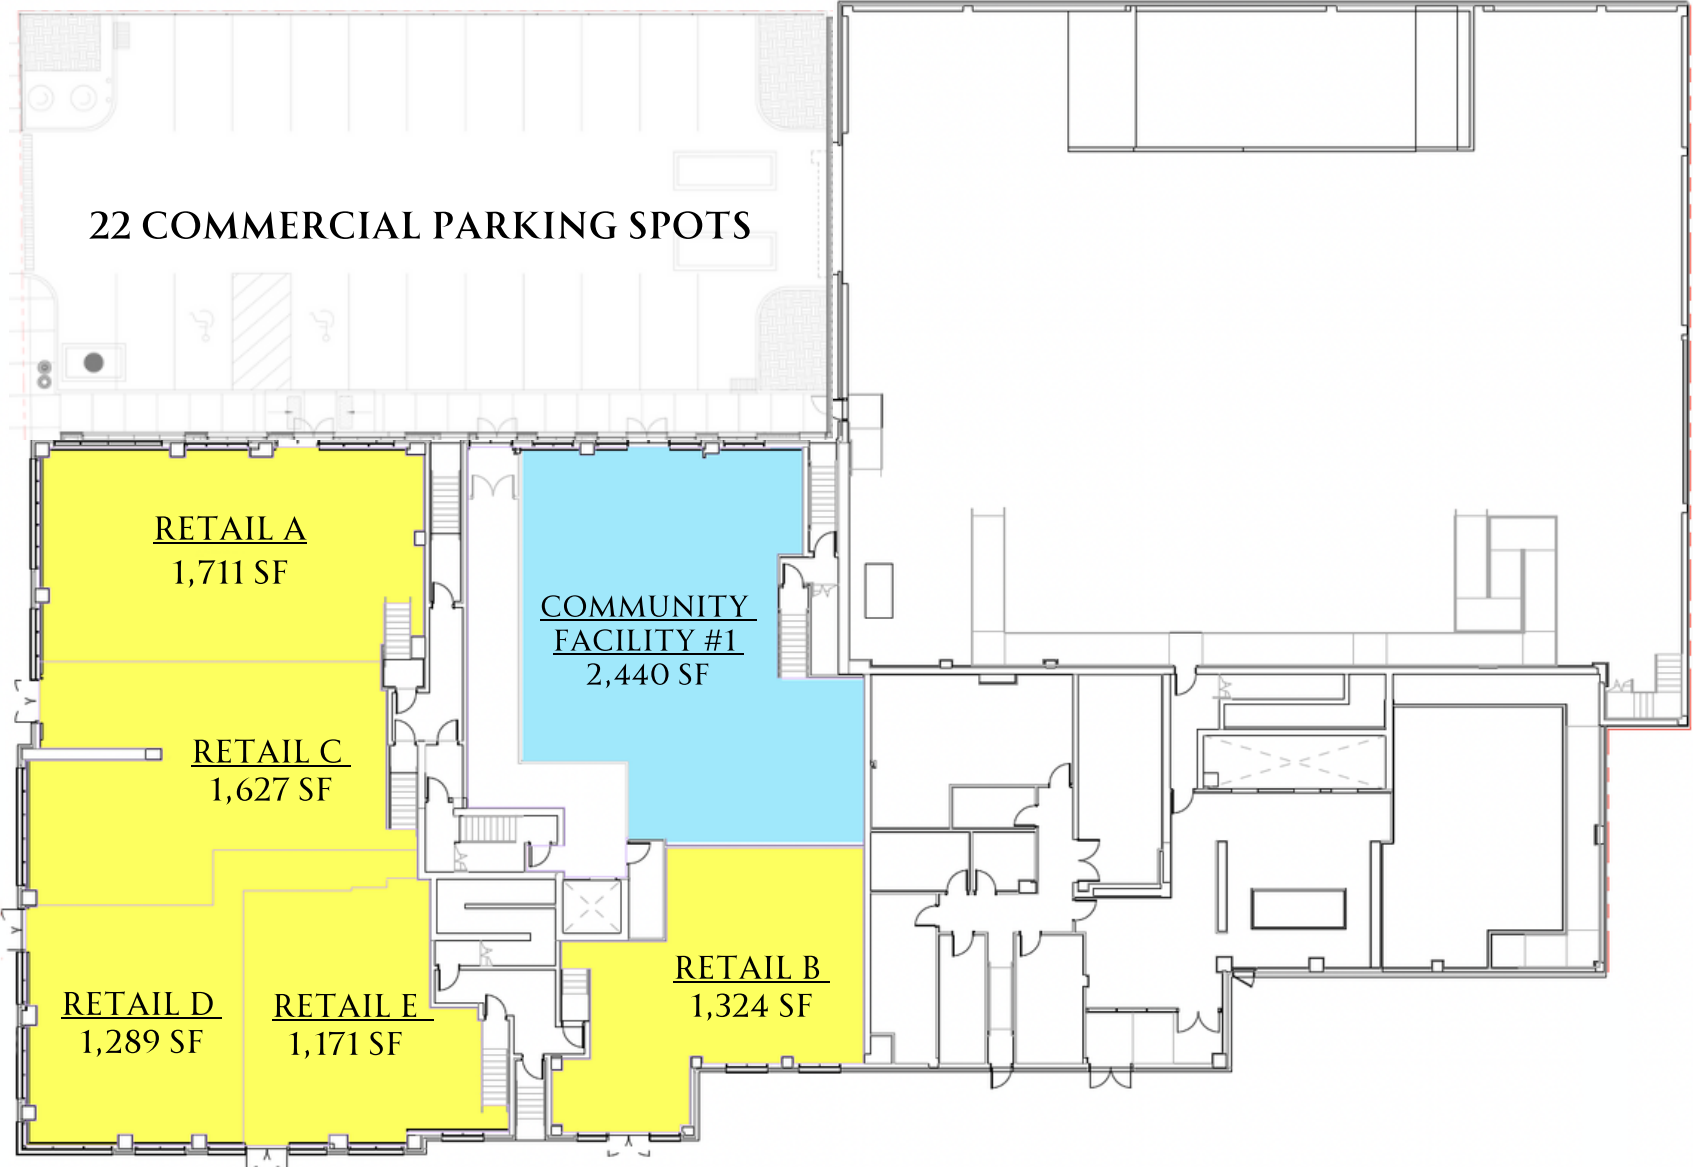 22 COMMERCIAL PARKING SPOTS
RETAIL A
1,711 SF
COMMUNITY
FACILITY #1
2,440 SF
RETAIL C
1,627 SF
RETAIL B
1,324 SF
RETAIL D
1,289 SF
RETAIL E
1,171 SF